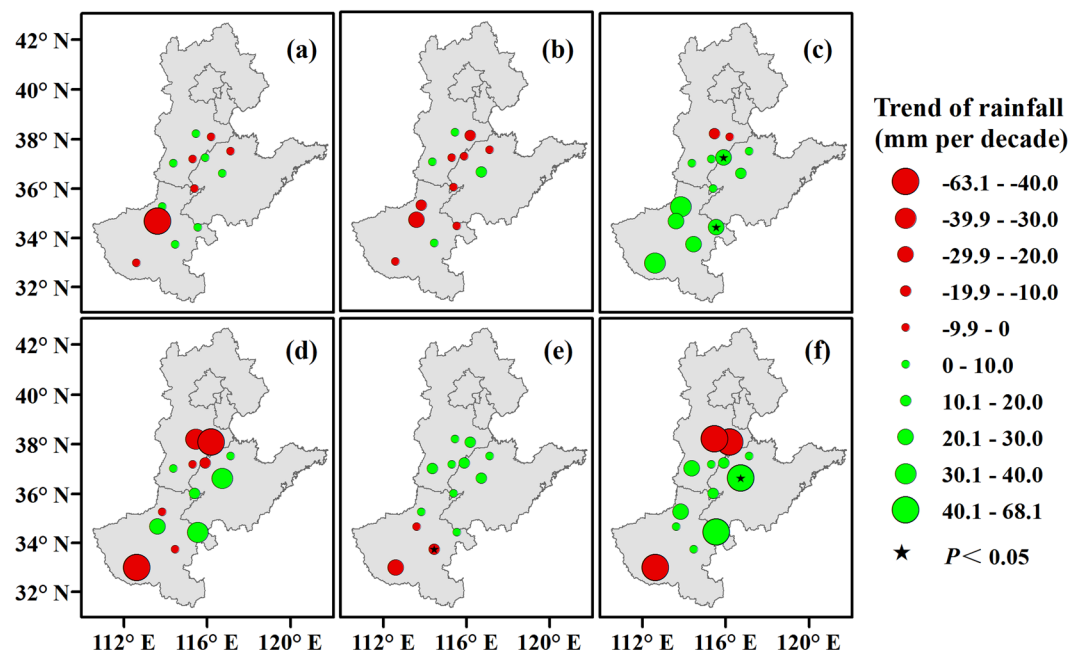 42° N
40° N
38° N
36° N
34° N
32° N
(a)
(b)
(c)
42° N
40° N
38° N
36° N
34° N
32° N
(d)
(e)
(f)
112° E 116° E 120° E
112° E 116° E 120° E
112° E 116° E 120° E
Trend of rainfall
(mm per decade)
-63.1 - -40.0
-39.9 - -30.0
-29.9 - -20.0
-19.9 - -10.0
-9.9 - 0
0 - 10.0
10.1 - 20.0
20.1 - 30.0
30.1 - 40.0
40.1 - 68.1
P< 0.05